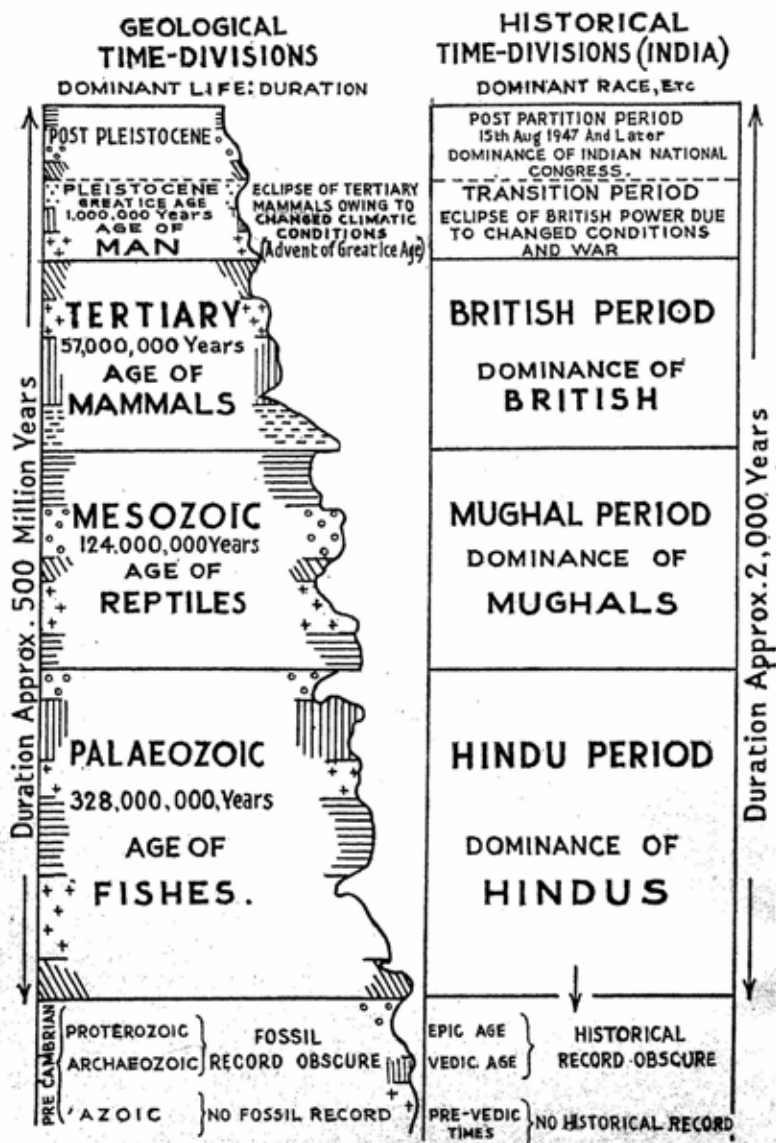 GEOLOGICAL
TIME-DIVISIONS
DOMINANT LIFE: DURATION
POST PLEISTOCENE
PLEISTOCENE
GREAT ICE AGE
1,000,000 Years
AGE OF
MAN
ECLIPSE OF TERTIARY
MAMMALS OWING TO
CHANGED CLIMATIC
CONDITIONS
(Advent of Great Ice Age)
TERTIARY
57,000,000 Years
AGE OF
MAMMALS
MESOZOIC
124.000,000 Years
AGE OF
REPTILES
PALAEOZOIC
328,000,000, Years
AGE OF
FISHES.
PRE CAMBRIAN
PROTEROZOIC
ARCHAEOZOIC
FOSSIL
RECORD OBSCURE
'AZOIC
NO FOSSIL RECORD
Duration Approx. 500 Million Years
HISTORICAL
TIME-DIVISIONS (INDIA)
DOMINANT RACE, ETC
POST PARTITION PERIOD
15th Aug 1947 And Later
DOMINANCE OF INDIAN NATIONAL
CONGRESS.
TRANSITION PERIOD
ECLIPSE OF BRITISH POWER DUE
TO CHANGED CONDITIONS
AND WAR
BRITISH PERIOD
DOMINANCE OF
BRITISH
MUGHAL PERIOD
DOMINANCE OF
MUGHALS
HINDU PERIOD
DOMINANCE OF
HINDUS
EPIC AGE
VEDIC AGE
HISTORICAL
RECORD OBSCURE
PRE-VEDIC
TIMES
NO HISTORICAL RECORD
Duration Approx. 2,000 Years